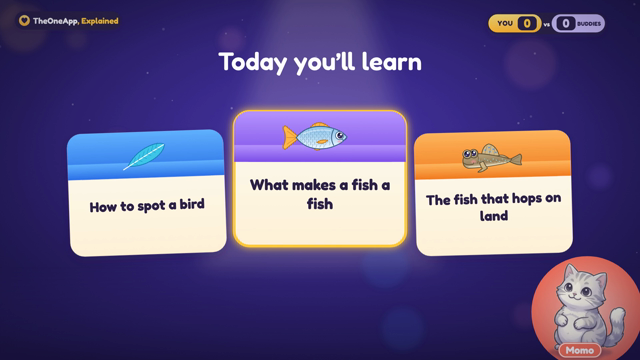 TheOneApp, Explained
YOU 0 vs 0 BUDDIES
Today you'll learn
How to spot a bird
What makes a fish a
fish
The fish that hops on
land
Momo